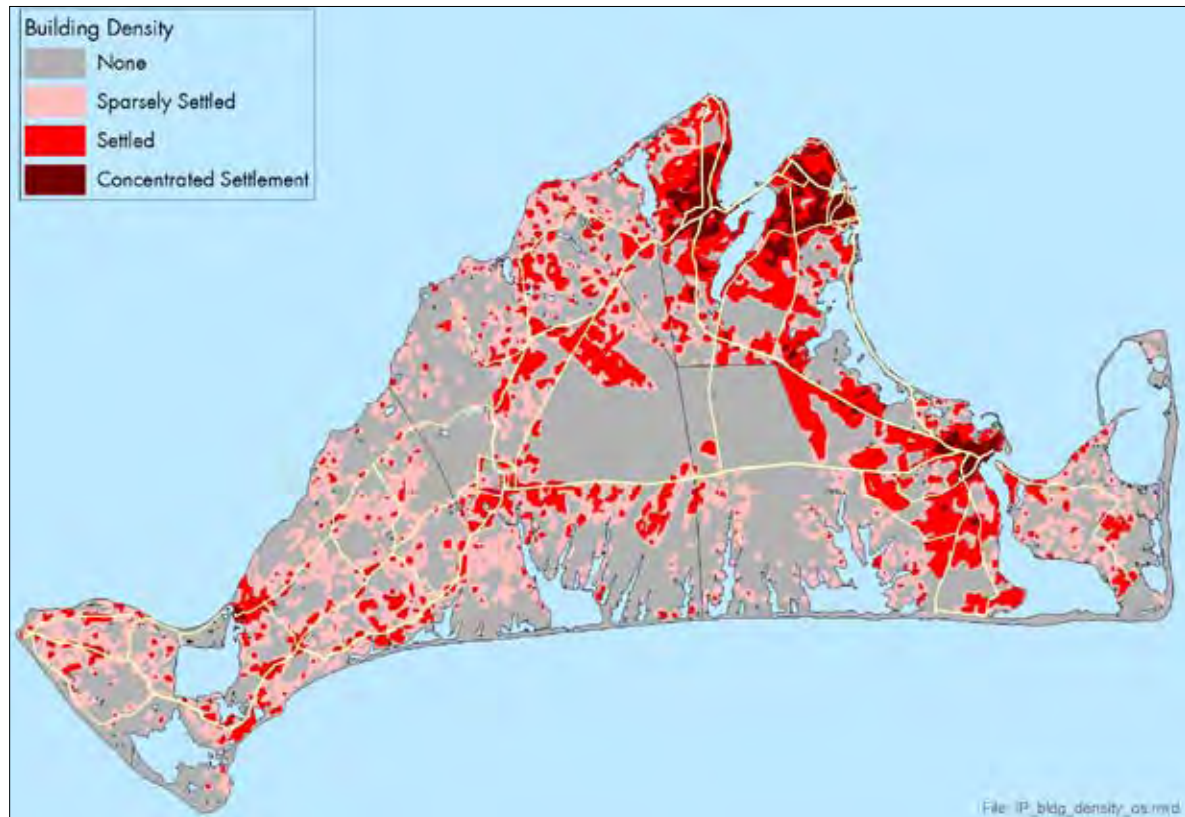 Building Density
None
Sparsely Settled
Settled
Concentrated Settlement
File: IP_bldg_density_os.mxd